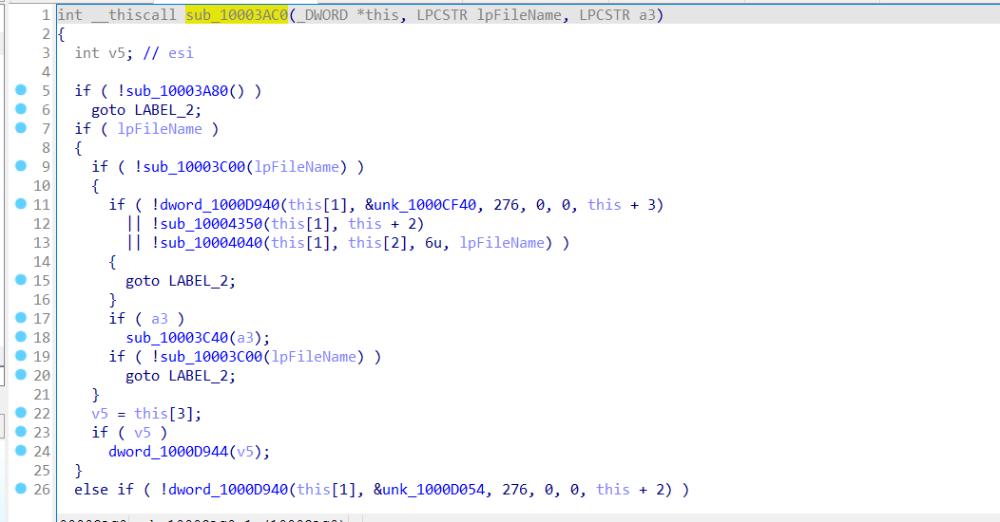 1 int __thiscall sub_10003AC0(_DWORD *this, LPCSTR lpFileName, LPCSTR a3)
2 {
3 int v5; // esi
4
5 if ( !sub_10003A80() )
6 goto LABEL_2;
7 if ( lpFileName )
8 {
9 if ( !sub_10003C00(lpFileName) )
10 {
11 if ( !dword_1000D940(this[1], &unk_1000CF40, 276, 0, 0, this + 3)
12 || !sub_10004350(this[1], this + 2)
13 || !sub_10004040(this[1], this[2], 6u, lpFileName) )
14 {
15 goto LABEL_2;
16 }
17 if ( a3 )
18 sub_10003C40(a3);
19 if ( !sub_10003C00(lpFileName) )
20 goto LABEL_2;
21 }
22 v5 = this[3];
23 if ( v5 )
24 dword_1000D944(v5);
25 }
26 else if ( !dword_1000D940(this[1], &unk_1000D054, 276, 0, 0, this + 2) )